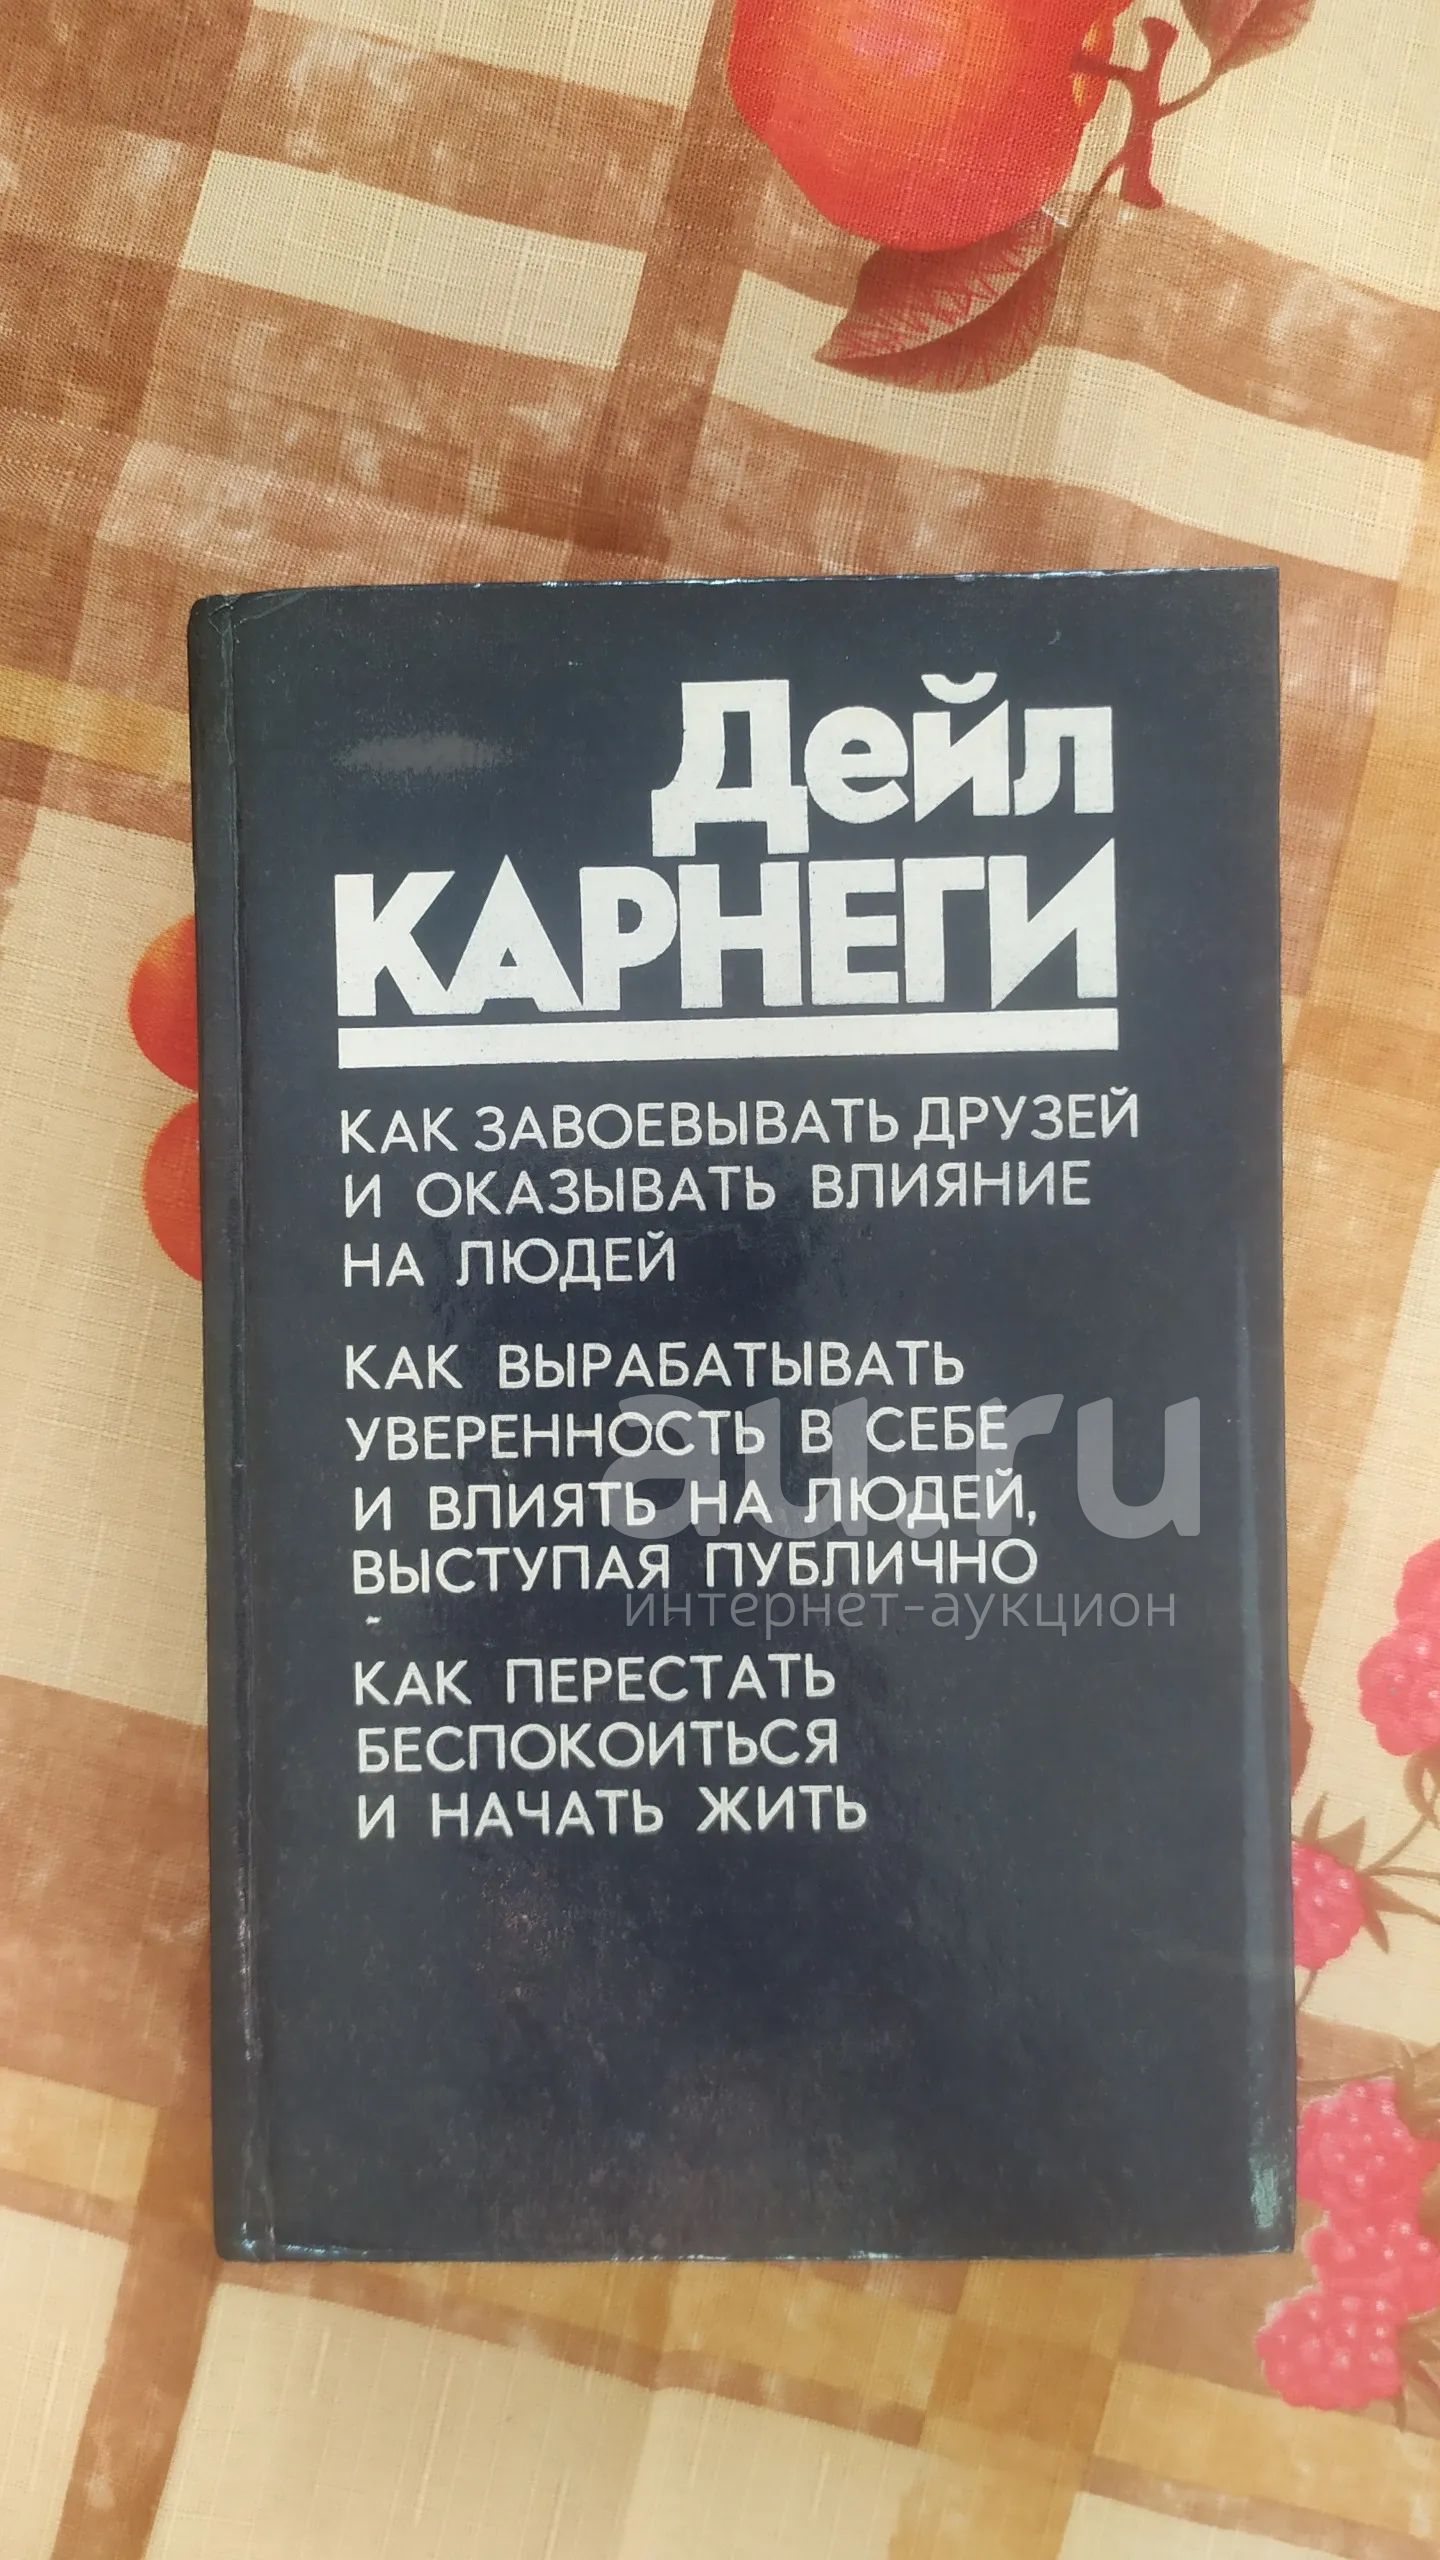 Дейл
КАРНЕГИ
КАК ЗАВОЕВЫВАТЬ ДРУЗЕЙ
И ОКАЗЫВАТЬ ВЛИЯНИЕ
НА ЛЮДЕЙ
КАК ВЫРАБАТЫВАТЬ
УВЕРЕННОСТЬ В СЕБЕ
И ВЛИЯТЬ НА ЛЮДЕЙ,
ВЫСТУПАЯ ПУБЛИЧНО
КАК ПЕРЕСТАТЬ
БЕСПОКОИТЬСЯ
И НАЧАТЬ ЖИТЬ
au.ru
интернет-аукцион